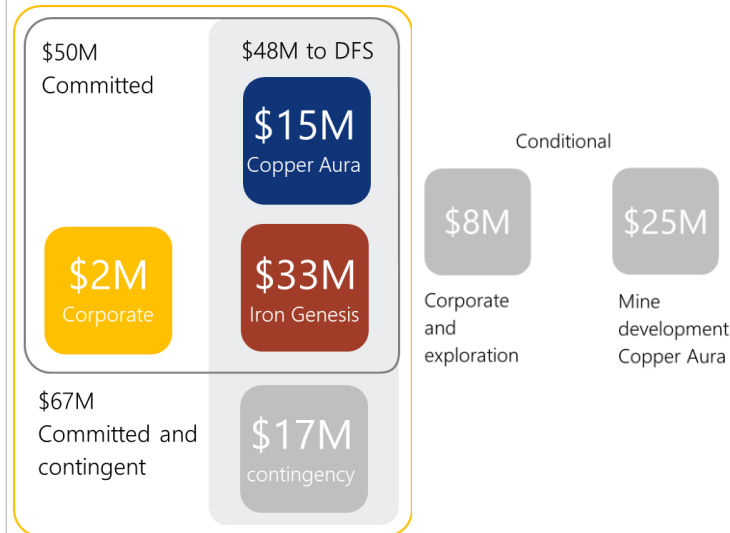 $50M
Committed
$48M to DFS
$15M
Copper Aura
$2M
Corporate
$33M
Iron Genesis
$67M
Committed and
contingent
$17M
contingency
Conditional
$8M
Corporate
and
exploration
$25M
Mine
development
Copper Aura